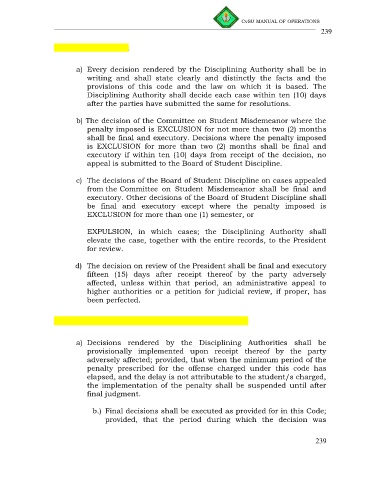 CvSU MANUAL OF OPERATIONS
239
a) Every decision rendered by the Disciplining Authority shall be in
writing and shall state clearly and distinctly the facts and the
provisions of this code and the law on which it is based. The
Disciplining Authority shall decide each case within ten (10) days
after the parties have submitted the same for resolutions.
b) The decision of the Committee on Student Misdemeanor where the
penalty imposed is EXCLUSION for not more than two (2) months
shall be final and executory. Decisions where the penalty imposed
is EXCLUSION for more than two (2) months shall be final and
executory if within ten (10) days from receipt of the decision, no
appeal is submitted to the Board of Student Discipline.
c) The decisions of the Board of Student Discipline on cases appealed
from the Committee on Student Misdemeanor shall be final and
executory. Other decisions of the Board of Student Discipline shall
be final and executory except where the penalty imposed is
EXCLUSION for more than one (1) semester, or
EXPULSION, in which cases; the Disciplining Authority shall
elevate the case, together with the entire records, to the President
for review.
d) The decision on review of the President shall be final and executory
fifteen (15) days after receipt thereof by the party adversely
affected, unless within that period, an administrative appeal to
higher authorities or a petition for judicial review, if proper, has
been perfected.
a) Decisions rendered by the Disciplining Authorities shall be
provisionally implemented upon receipt thereof by the party
adversely affected; provided, that when the minimum period of the
penalty prescribed for the offense charged under this code has
elapsed, and the delay is not attributable to the student/s charged,
the implementation of the penalty shall be suspended until after
final judgment.
b.) Final decisions shall be executed as provided for in this Code;
provided, that the period during which the decision was
239